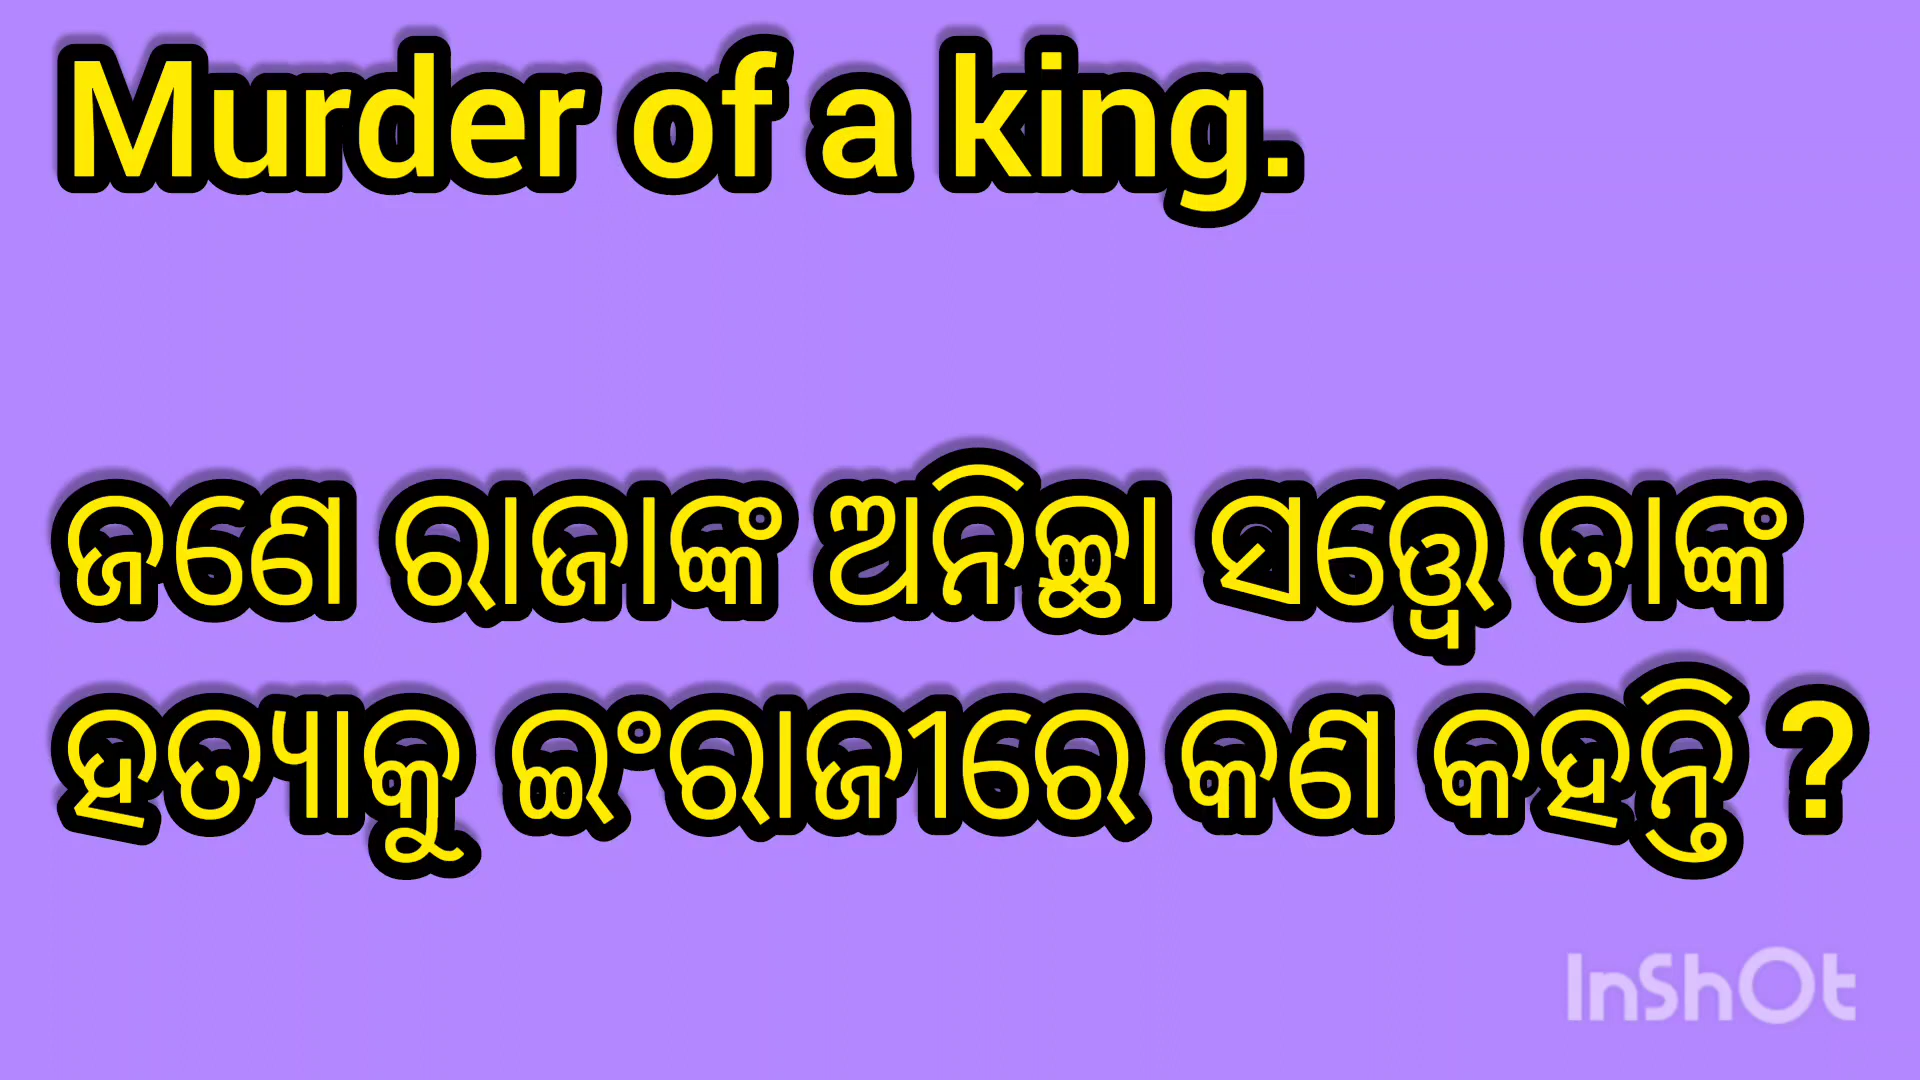 Murder of a king.
ଜଣେ ରାଜାଙ୍କ ଅନିଚ୍ଛା ସତ୍ତ୍ୱେ ତାଙ୍କ
ହତ୍ୟାକୁ ଇଂରାଜୀରେ କଣ କହନ୍ତି ?
InShOt